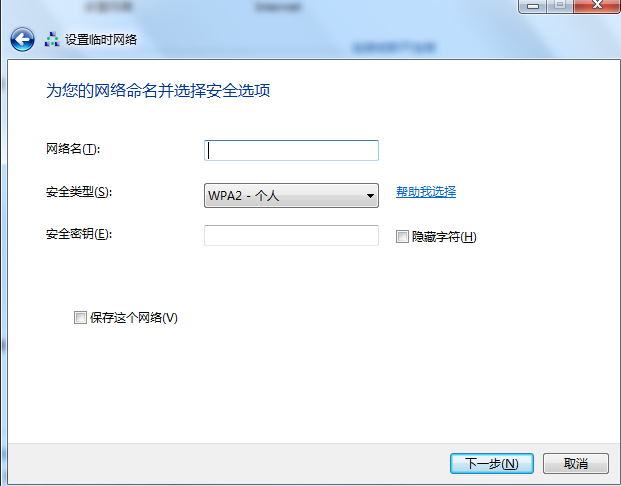 Internet
设置临时网络
为您的网络命名并选择安全选项
网络名(T):
安全类型(S):
WPA2 - 个人
帮助我选择
安全密钥(E):
隐藏字符(H)
保存这个网络(V)
下一步(N)
取消